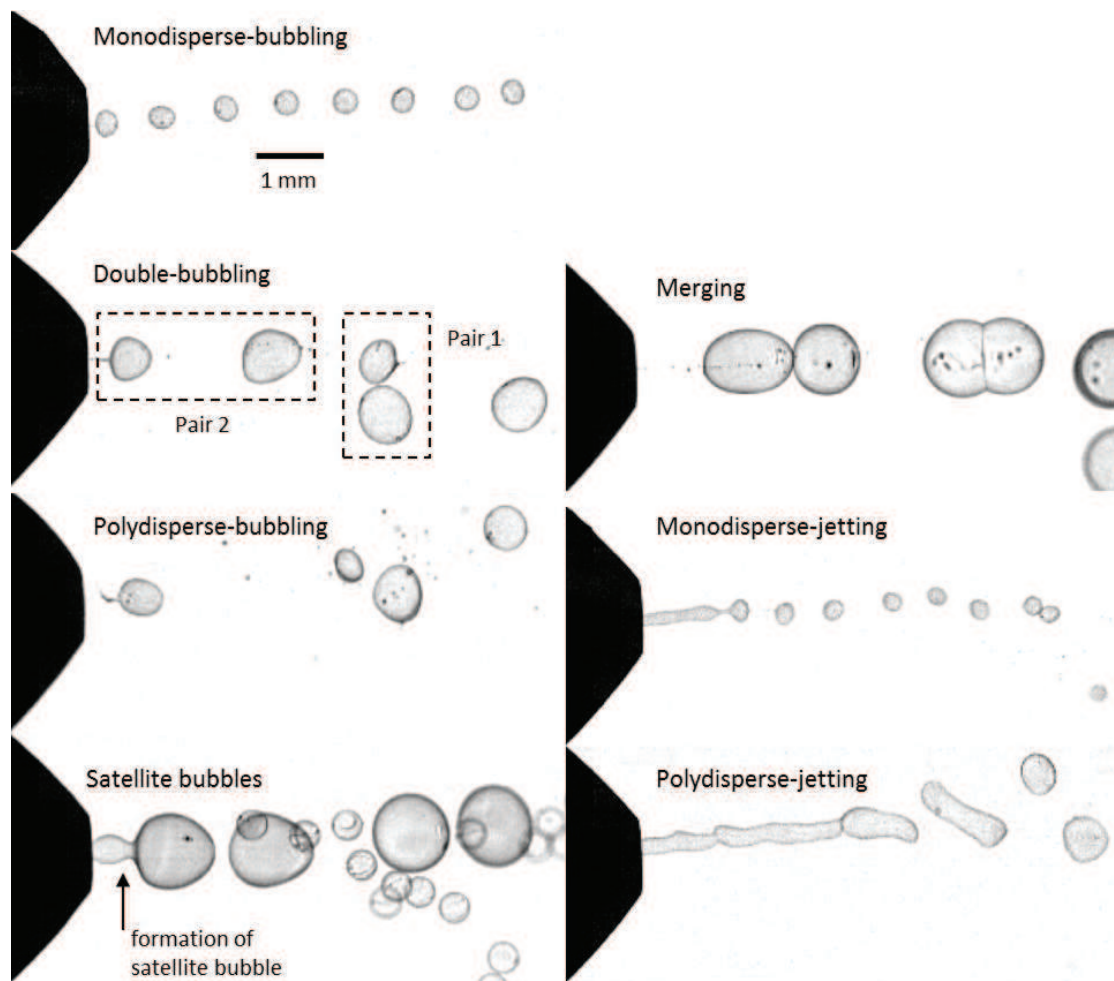 Monodisperse-bubbling
1 mm
Double-bubbling
Pair 1
Pair 2
Merging
Polydisperse-bubbling
Monodisperse-jetting
Satellite bubbles
formation of
satellite bubble
Polydisperse-jetting